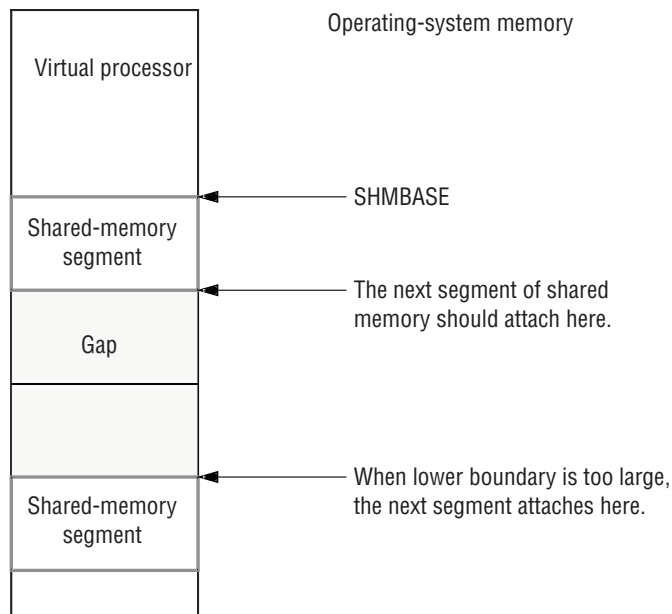 Operating-system memory
Virtual processor
SHMBASE
Shared-memory
segment
The next segment of shared
memory should attach here.
Gap
When lower boundary is too large,
the next segment attaches here.
Shared-memory
segment